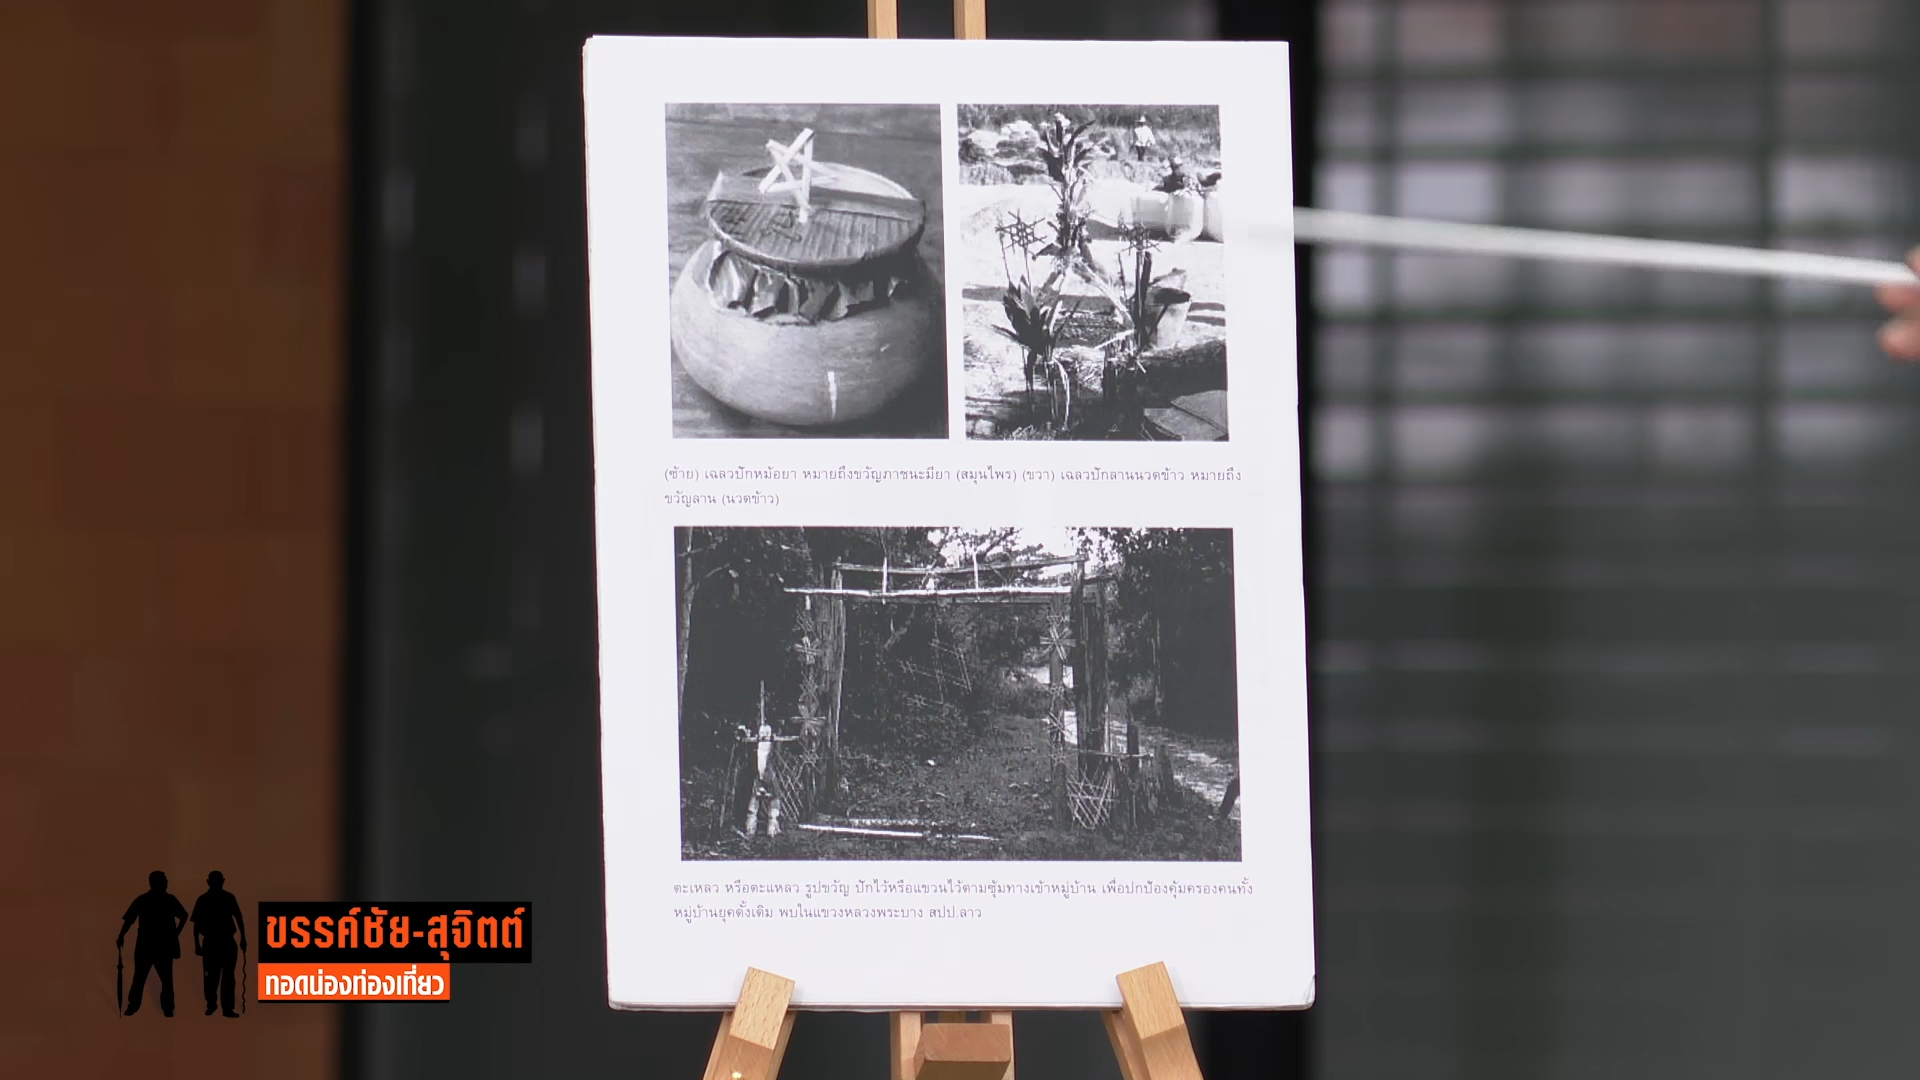 (ซ้าย) เฉลวปักหม้อยา หมายถึงขวัญภาชนะมียา (สมุนไพร) (ขวา) เฉลวปักลานนวดข้าว หมายถึง
ขวัญลาน (นวดข้าว)
ตะเหลว หรือตะแหลว รูปขวัญ ปักไว้หรือแขวนไว้ตามซุ้มทางเข้าหมู่บ้าน เพื่อปกป้องคุ้มครองคนทั้ง
หมู่บ้านยุคดั้งเดิม พบในแขวงหลวงพระบาง สปป.ลาว
ขรรค์ชัย-สุจิตต์
ทอดน่องท่องเที่ยว